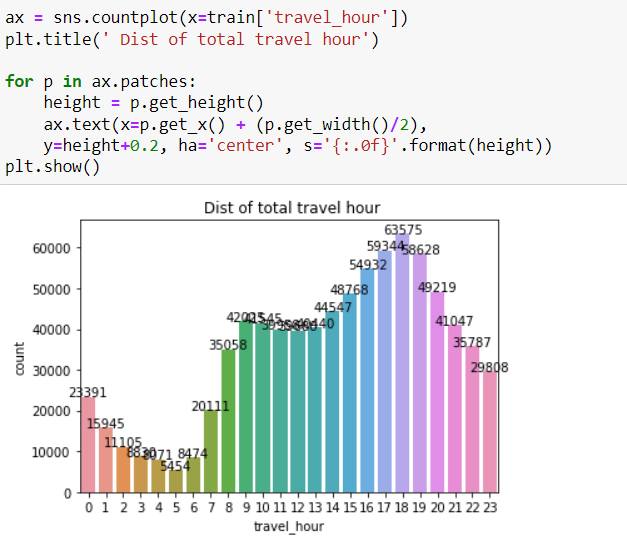 ax = sns.countplot(x=train['travel_hour'])
plt.title(' Dist of total travel hour')
for p in ax.patches:
height = p.get_height()
ax.text(x=p.get_x() + (p.get_width()/2),
y=height+0.2, ha='center', s='{:.0f}'.format(height))
plt.show()
Dist of total travel hour
63575
60000
59344
58628
54932
50000
49219
48768
44547
41047
40000
35787
35058
30000
29808
23391
20000
20111
15945
11105
10000
8474
5454
0
count
0 1 2 3 4 5 6 7 8 9 10 11 12 13 14 15 16 17 18 19 20 21 22 23
travel_hour